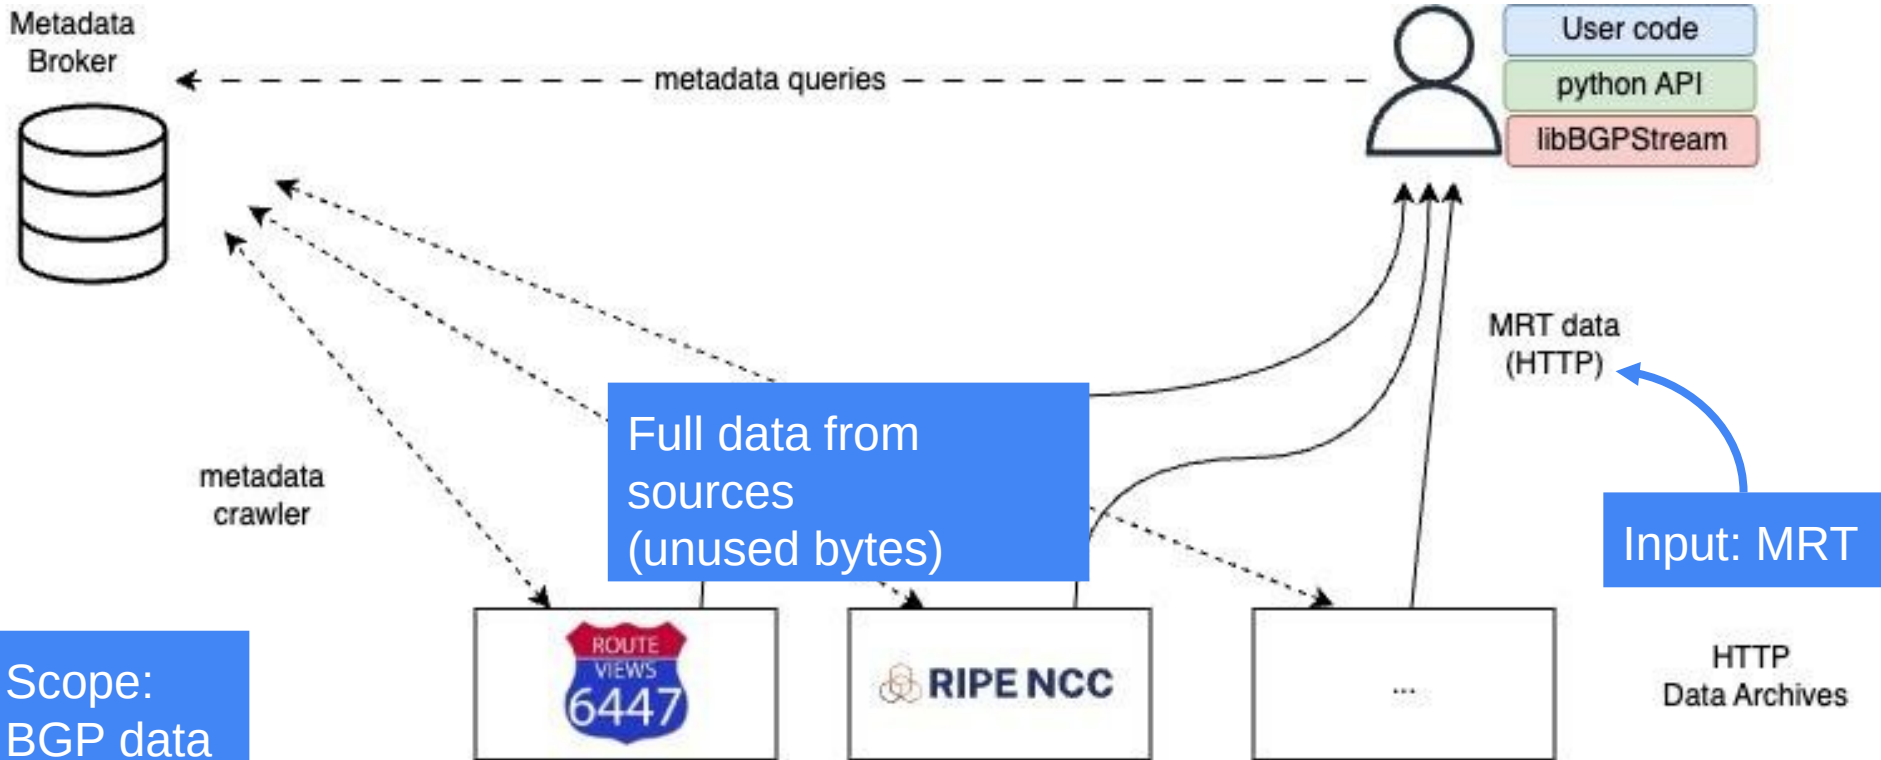 Metadata
Broker
metadata queries
User code
python API
libBGPStream
MRT data
(HTTP)
Full data from
sources
(unused bytes)
metadata
crawler
Input: MRT
Scope:
BGP data
ROUTE
VIEWS
6447
RIPE NCC
...
HTTP
Data Archives